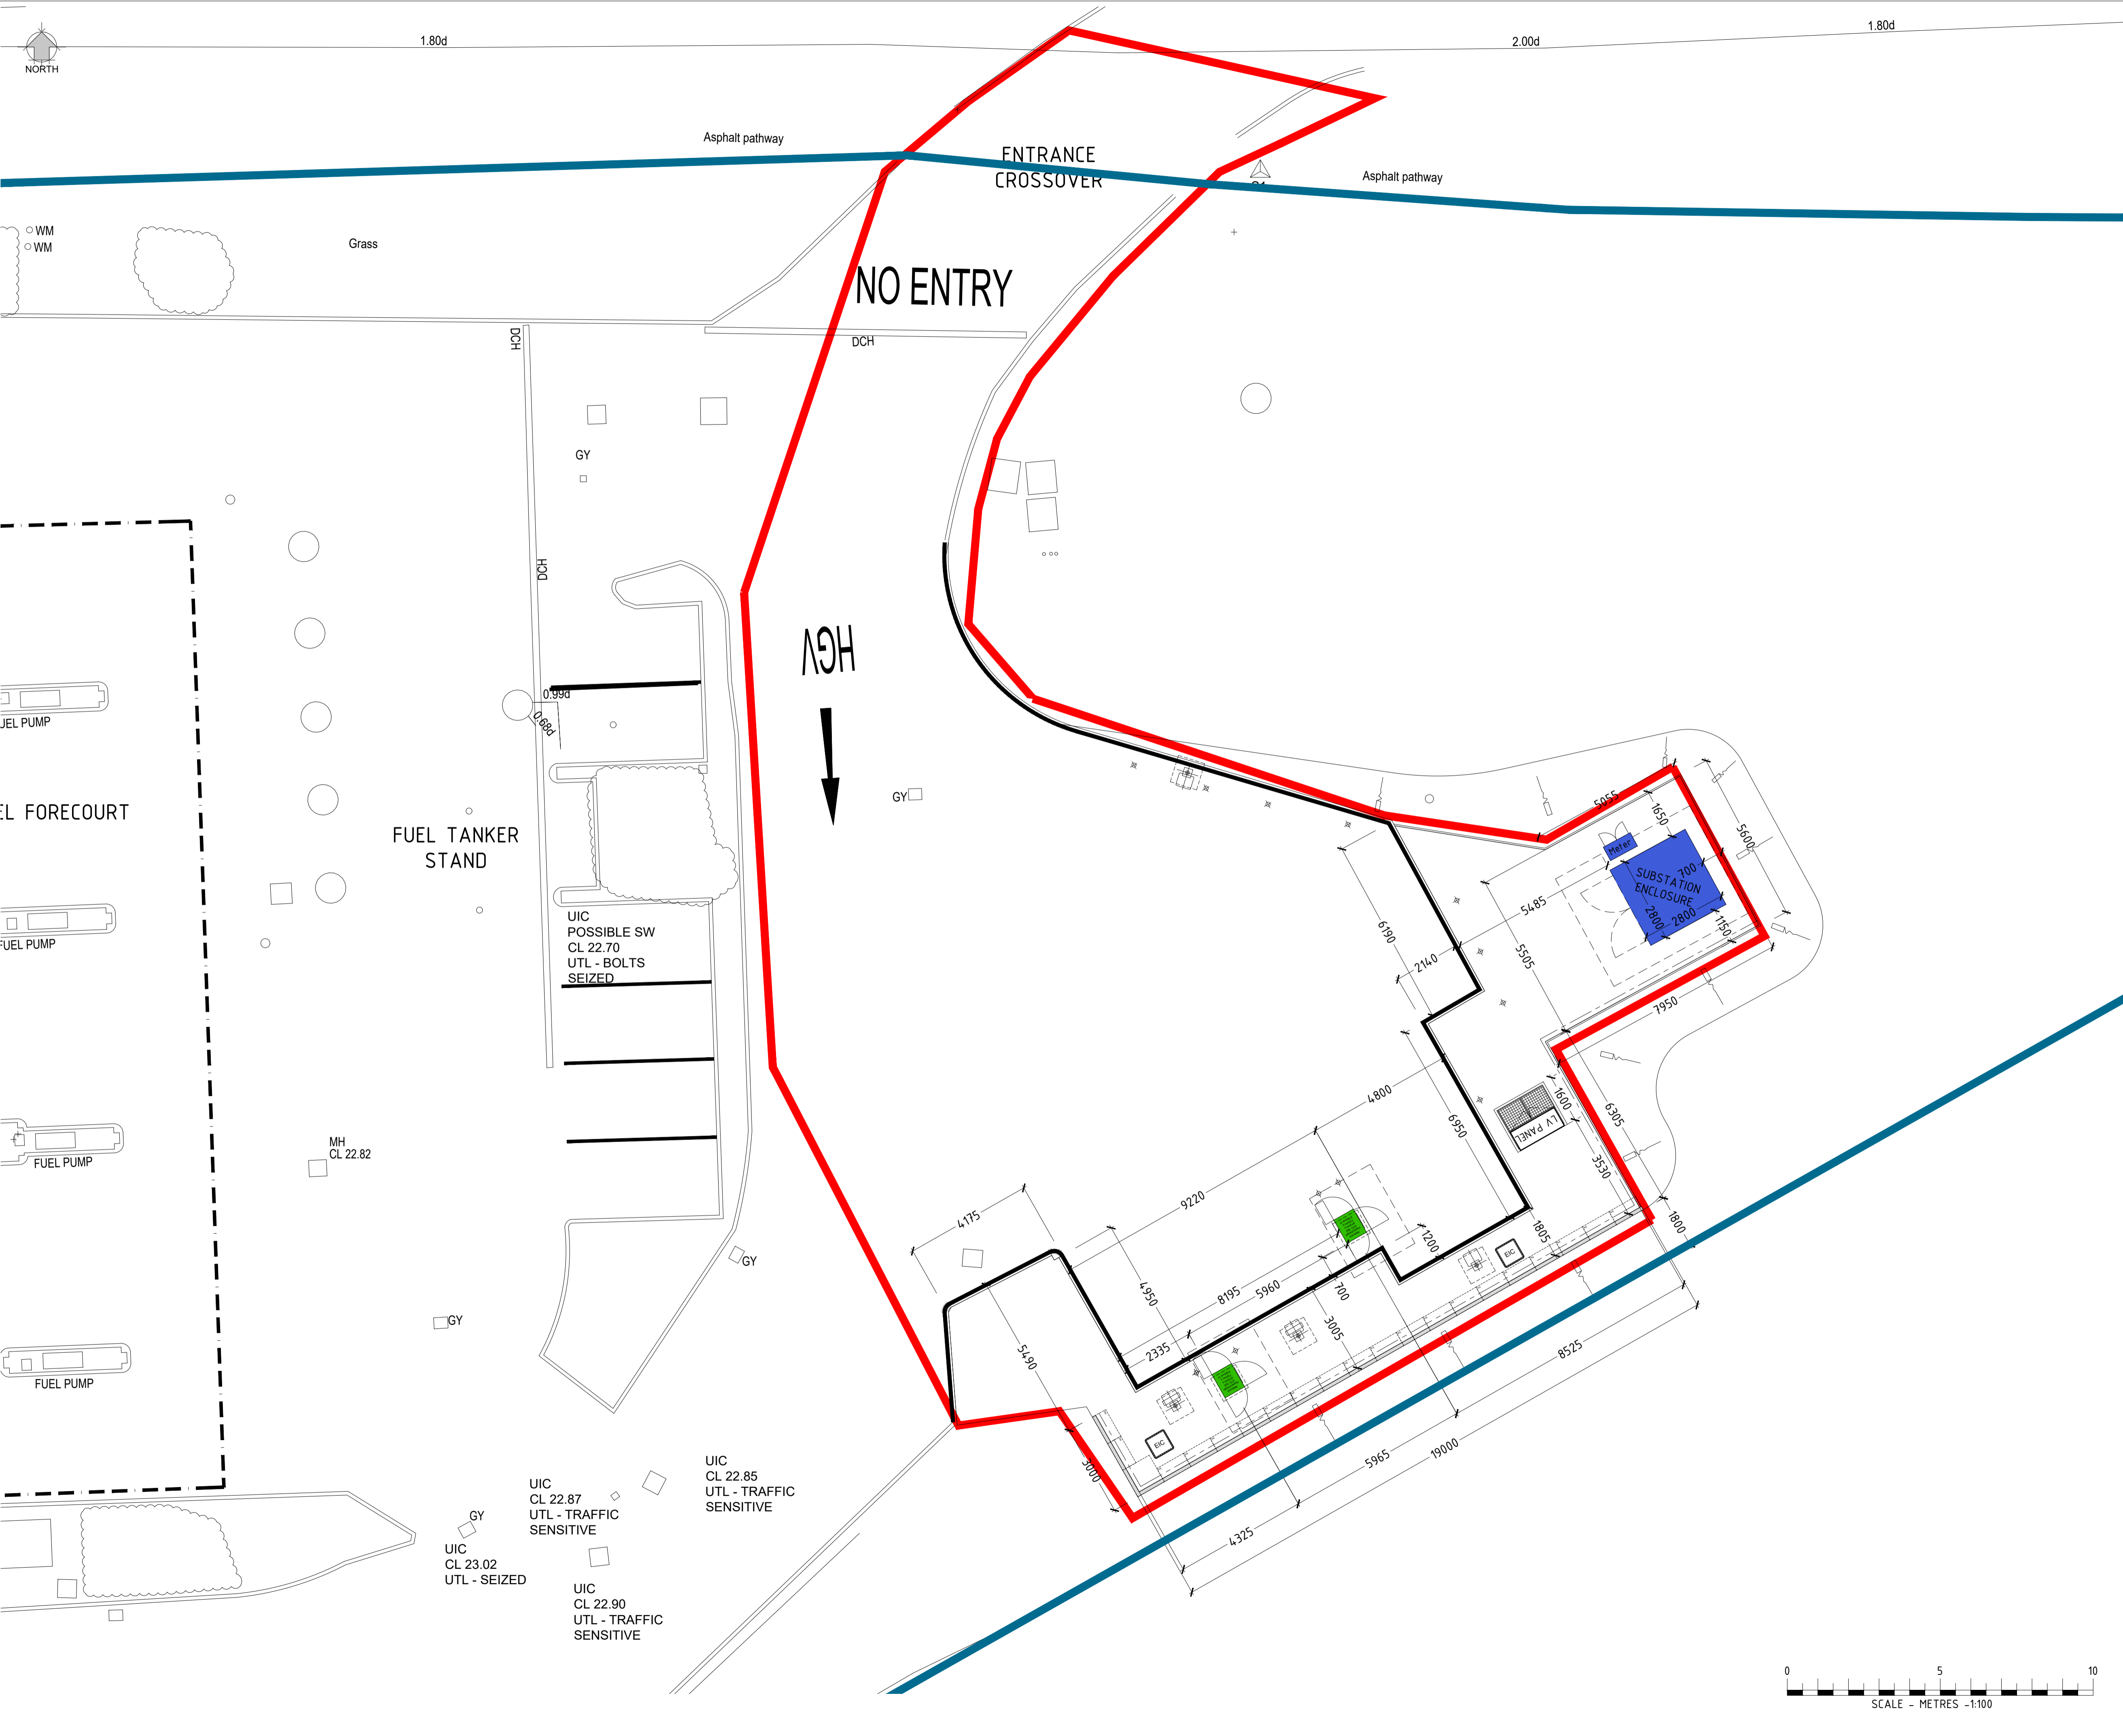 1.80d
2.00d
1.80d
NORTH
Asphalt pathway
ENTRANCE
CROSSOVER
Asphalt pathway
WM
WM
Grass
NO ENTRY
DCH
DCH
GY
DCH
HGV
0.99d
0.68d
UEL PUMP
GY
EL FORECOURT
FUEL TANKER
STAND
5055
1650
5600
Meter
700
SUBSTATION
ENCLOSURE
2800
2800
1150
5485
5505
6190
2140
7950
UIC
POSSIBLE SW
CL 22.70
UTL - BOLTS
SEIZED
FUEL PUMP
4800
6950
1600
6305
LV PANEL
3530
MH
CL 22.82
FUEL PUMP
9220
4175
1200
1805
1800
EIC
GY
4950
8195
5960
700
3005
2335
5490
8525
GY
FUEL PUMP
EIC
3000
5965
19000
4325
UIC
CL 22.85
UTL - TRAFFIC
SENSITIVE
UIC
CL 22.87
UTL - TRAFFIC
SENSITIVE
GY
UIC
CL 23.02
UTL - SEIZED
UIC
CL 22.90
UTL - TRAFFIC
SENSITIVE
0 5 10
SCALE - METRES -1:100